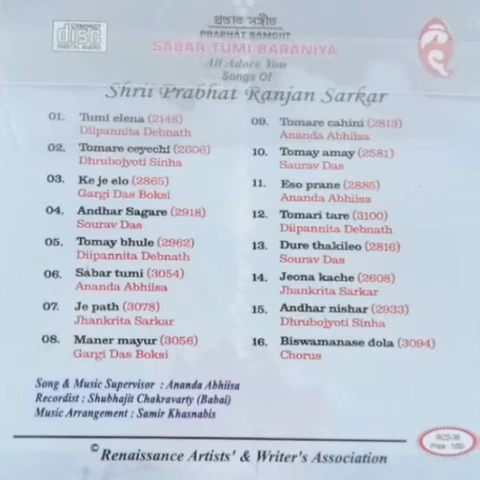 COMPACT
disc
DIGITAL AUDIO
প্রভাত সঙ্গীত
PRABHAT SAMGIIT
SABAR TUMI BARANIYA
All Adore You
Songs Of
Shrii Prabhat Ranjan Sarkar
01. Tumi elena (2148)
Diipannita Debnath
02. Tomare ceyechi (2606)
Dhrubojyoti Sinha
03. Ke je elo (2865)
Gargi Das Boksi
04. Andhar Sagare (2918)
Sourav Das
05. Tomay bhule (2962)
Diipannita Debnath
06. Sabar tumi (3054)
Ananda Abhiisa
07. Je path (3078)
Jhankrita Sarkar
08. Maner mayur (3056)
Gargi Das Boksi
09. Tomare cahini (2813)
Ananda Abhiisa
10. Tomay amay (2581)
Saurav Das
11. Eso prane (2885)
Ananda Abhiisa
12. Tomari tare (3100)
Diipannita Debnath
13. Dure thakileo (2816)
Sourav Das
14. Jeona kache (2608)
Jhankrita Sarkar
15. Andhar nishar (2933)
Dhrubojyoti Sinha
16. Biswamanase dola (3094)
Chorus
Song & Music Supervisor : Ananda Abhiisa
Recordist : Shubhajit Chakravarty (Babai)
Music Arrangement : Samir Khasnabis
Price : 100/-
© Renaissance Artists' & Writer's Association